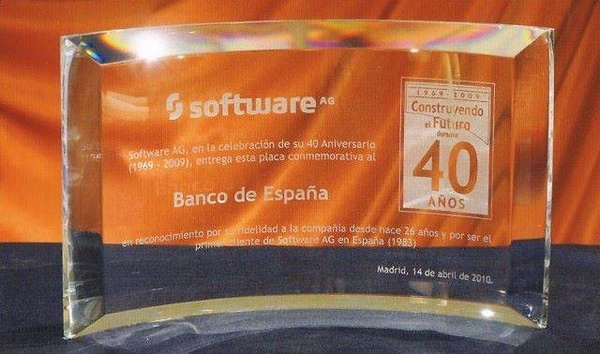 software AG
Software AG, en la celebración de su 40 Aniversario
(1969 - 2009), entrega esta placa conmemorativa al
Banco de España
en reconocimiento por su fidelidad a la compañía desde hace 26 años y por ser el
primer cliente de Software AG en España (1983)
Madrid, 14 de abril de 2010.
1969-2009
Construyendo
el Futuro
durante
40
AÑOS